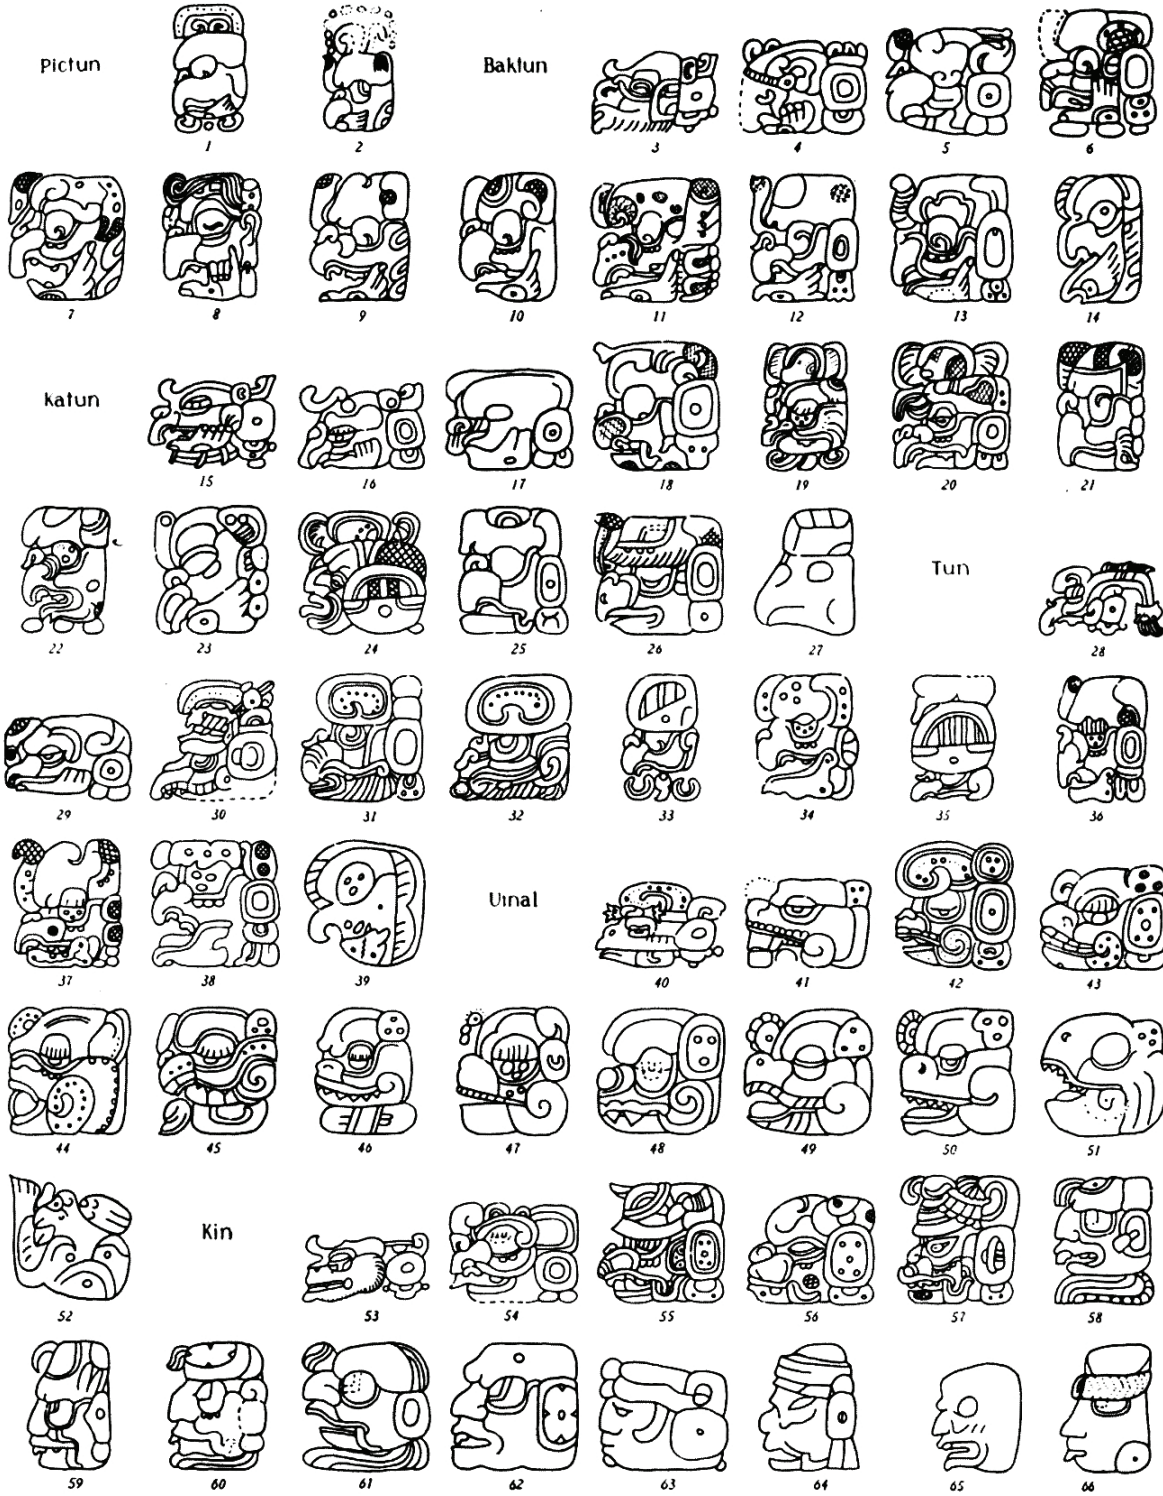 Pictun 1 2 Baktun 3 4 5 6
7 8 9 10 11 12 13 14
Katun 15 16 17 18 19 20 21
22 23 24 25 26 27 Tun 28
29 30 31 32 33 34 35 36
37 38 39 Uinal 40 41 42 43
44 45 46 47 48 49 50 51
52 Kin 53 54 55 56 57 58
59 60 61 62 63 64 65 66